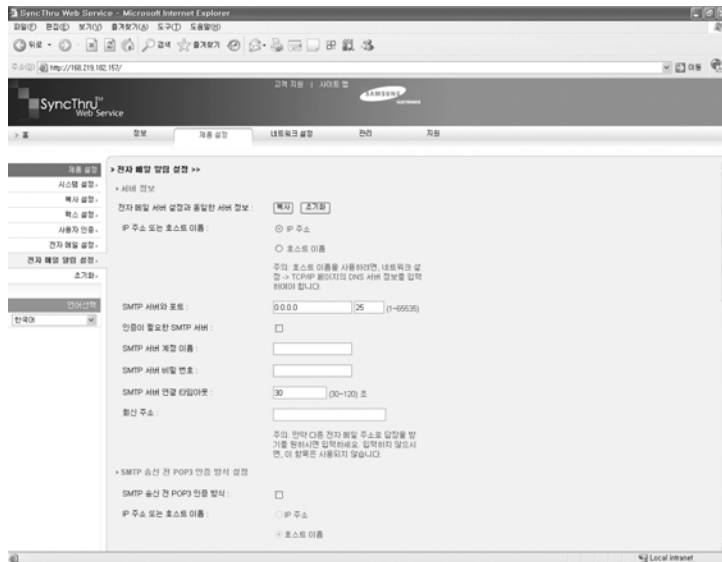 SyncThru Web Service - Microsoft Internet Explorer
파일(F) 편집(E) 보기(V) 즐겨찾기(A) 도구(T) 도움말(H)
뒤로 검색 즐겨찾기
주소(D) http://168.219.182.157/ 이동
고객 지원 | 사이트 맵
SAMSUNG
ELECTRONICS
SyncThru™
Web Service
> 홈 정보 제품 설정 네트워크 설정 관리 지원
제품 설정
시스템 설정
복사 설정
팩스 설정
사용자 인증
전자 메일 설정
전자 메일 알림 설정
초기화
언어선택
한국어
> 전자 메일 알림 설정 >>
서버 정보
전자 메일 서버 설정과 동일한 서버 정보 : 복사 초기화
IP 주소 또는 호스트 이름 : IP 주소
호스트 이름
주의: 호스트 이름을 사용하려면, 네트워크 설
정 -> TCP/IP 페이지의 DNS 서버 정보를 입력
하여야 합니다.
SMTP 서버와 포트 : 0.0.0.0 25 (1~65535)
인증이 필요한 SMTP 서버 :
SMTP 서버 계정 이름 :
SMTP 서버 비밀 번호 :
SMTP 서버 연결 타임아웃 : 30 (30~120) 초
회신 주소 :
주의: 만약 다른 전자 메일 주소로 답장을 받
기를 원하시면 입력하세요. 입력하지 않으시
면, 이 항목은 사용되지 않습니다.
SMTP 송신 전 POP3 인증 방식 설정
SMTP 송신 전 POP3 인증 방식 :
IP 주소 또는 호스트 이름 : IP 주소
호스트 이름
Local intranet